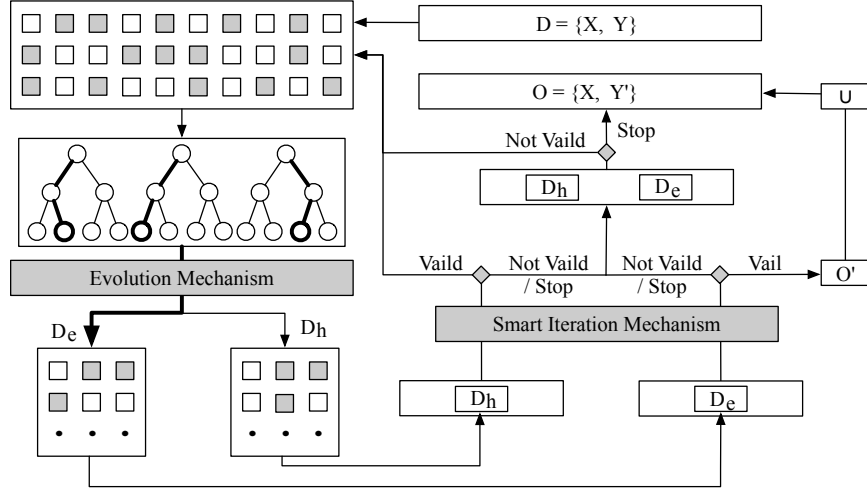 D = {X, Y}
O = {X, Y'}
U
Not Vaild
Stop
Dh
De
Vaild
Not Vaild
/ Stop
Not Vaild
/ Stop
Vail
O'
Evolution Mechanism
Smart Iteration Mechanism
De
Dh
Dh
De